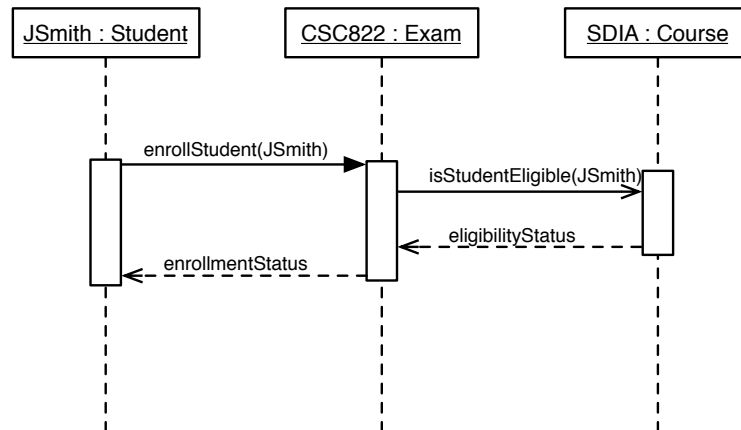 JSmith : Student
CSC822 : Exam
SDIA : Course
enrollStudent(JSmith)
isStudentEligible(JSmith)
eligibilityStatus
enrollmentStatus